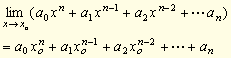 lim x→xₒ (a₀xⁿ + a₁xⁿ⁻¹ + a₂xⁿ⁻² + ⋯aₙ)
= a₀xₒⁿ + a₁xₒⁿ⁻¹ + a₂xₒⁿ⁻² + ⋯ + aₙ